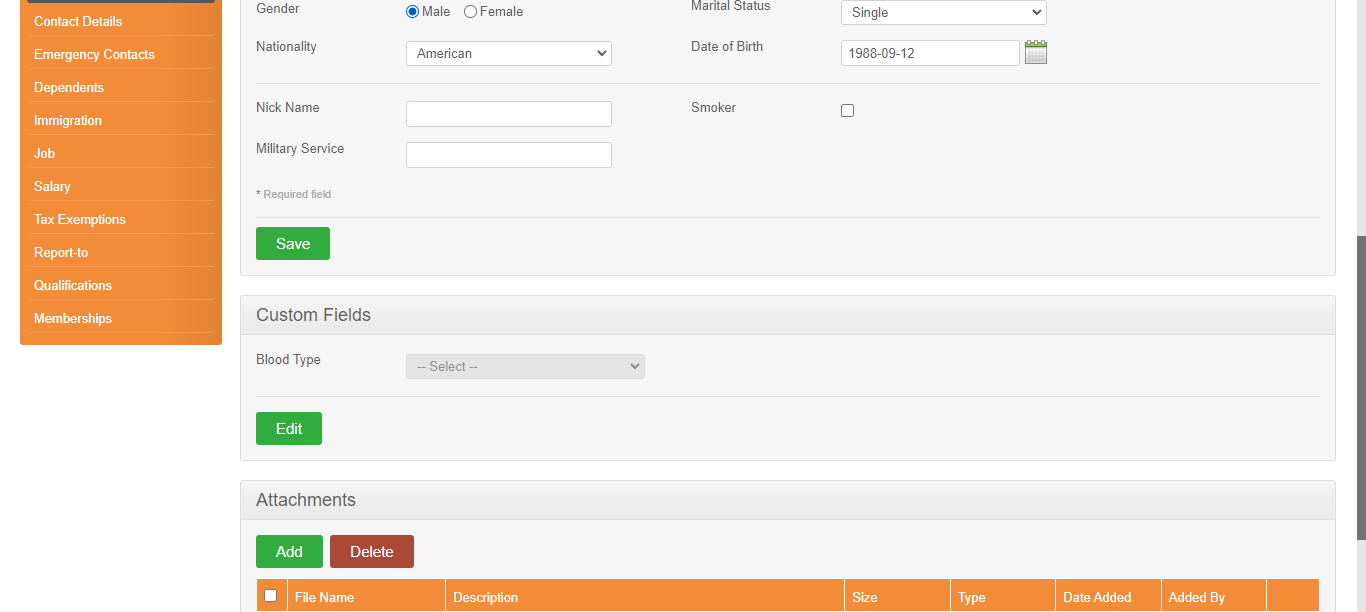 Contact Details
Emergency Contacts
Dependents
Immigration
Job
Salary
Tax Exemptions
Report-to
Qualifications
Memberships
Gender Male Female Marital Status Single
Nationality American Date of Birth 1988-09-12
Nick Name Smoker
Military Service
* Required field
Save
Custom Fields
Blood Type -- Select --
Edit
Attachments
Add Delete
File Name Description Size Type Date Added Added By